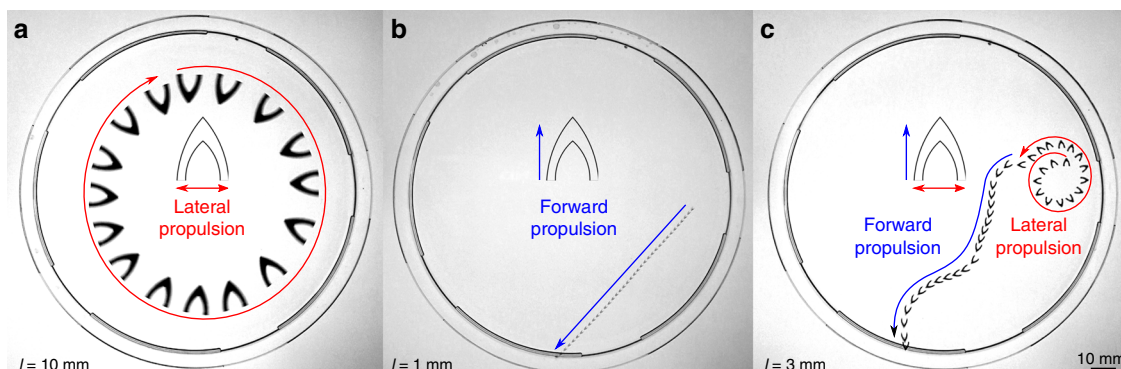 a
Lateral
propulsion
l = 10 mm
b
Forward
propulsion
l = 1 mm
c
Forward
propulsion
Lateral
propulsion
l = 3 mm
10 mm